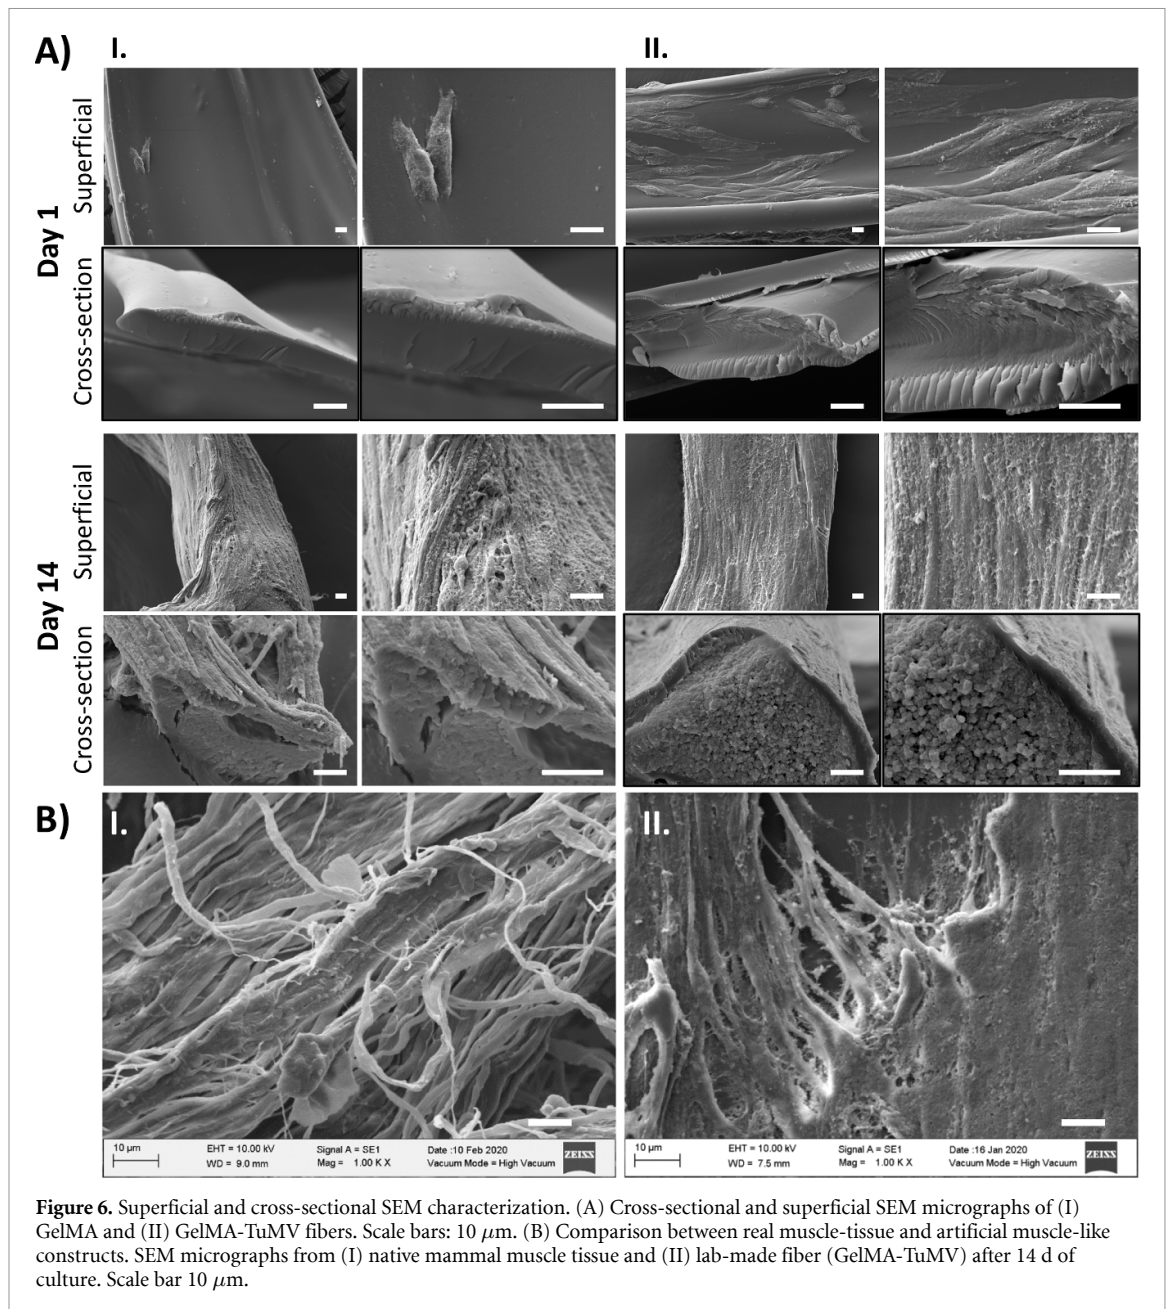 A)
I.
II.
Day 1
Superficial
Cross-section
Day 14
Superficial
Cross-section
B)
I.
II.
10 µm
EHT = 10.00 kV
WD = 9.0 mm
Signal A = SE1
Mag = 1.00 K X
Date :10 Feb 2020
Vacuum Mode = High Vacuum
ZEISS
10 µm
EHT = 10.00 kV
WD = 7.5 mm
Signal A = SE1
Mag = 1.00 K X
Date :16 Jan 2020
Vacuum Mode = High Vacuum
ZEISS
Figure 6. Superficial and cross-sectional SEM characterization. (A) Cross-sectional and superficial SEM micrographs of (I)
GelMA and (II) GelMA-TuMV fibers. Scale bars: 10 μm. (B) Comparison between real muscle-tissue and artificial muscle-like
constructs. SEM micrographs from (I) native mammal muscle tissue and (II) lab-made fiber (GelMA-TuMV) after 14 d of
culture. Scale bar 10 μm.